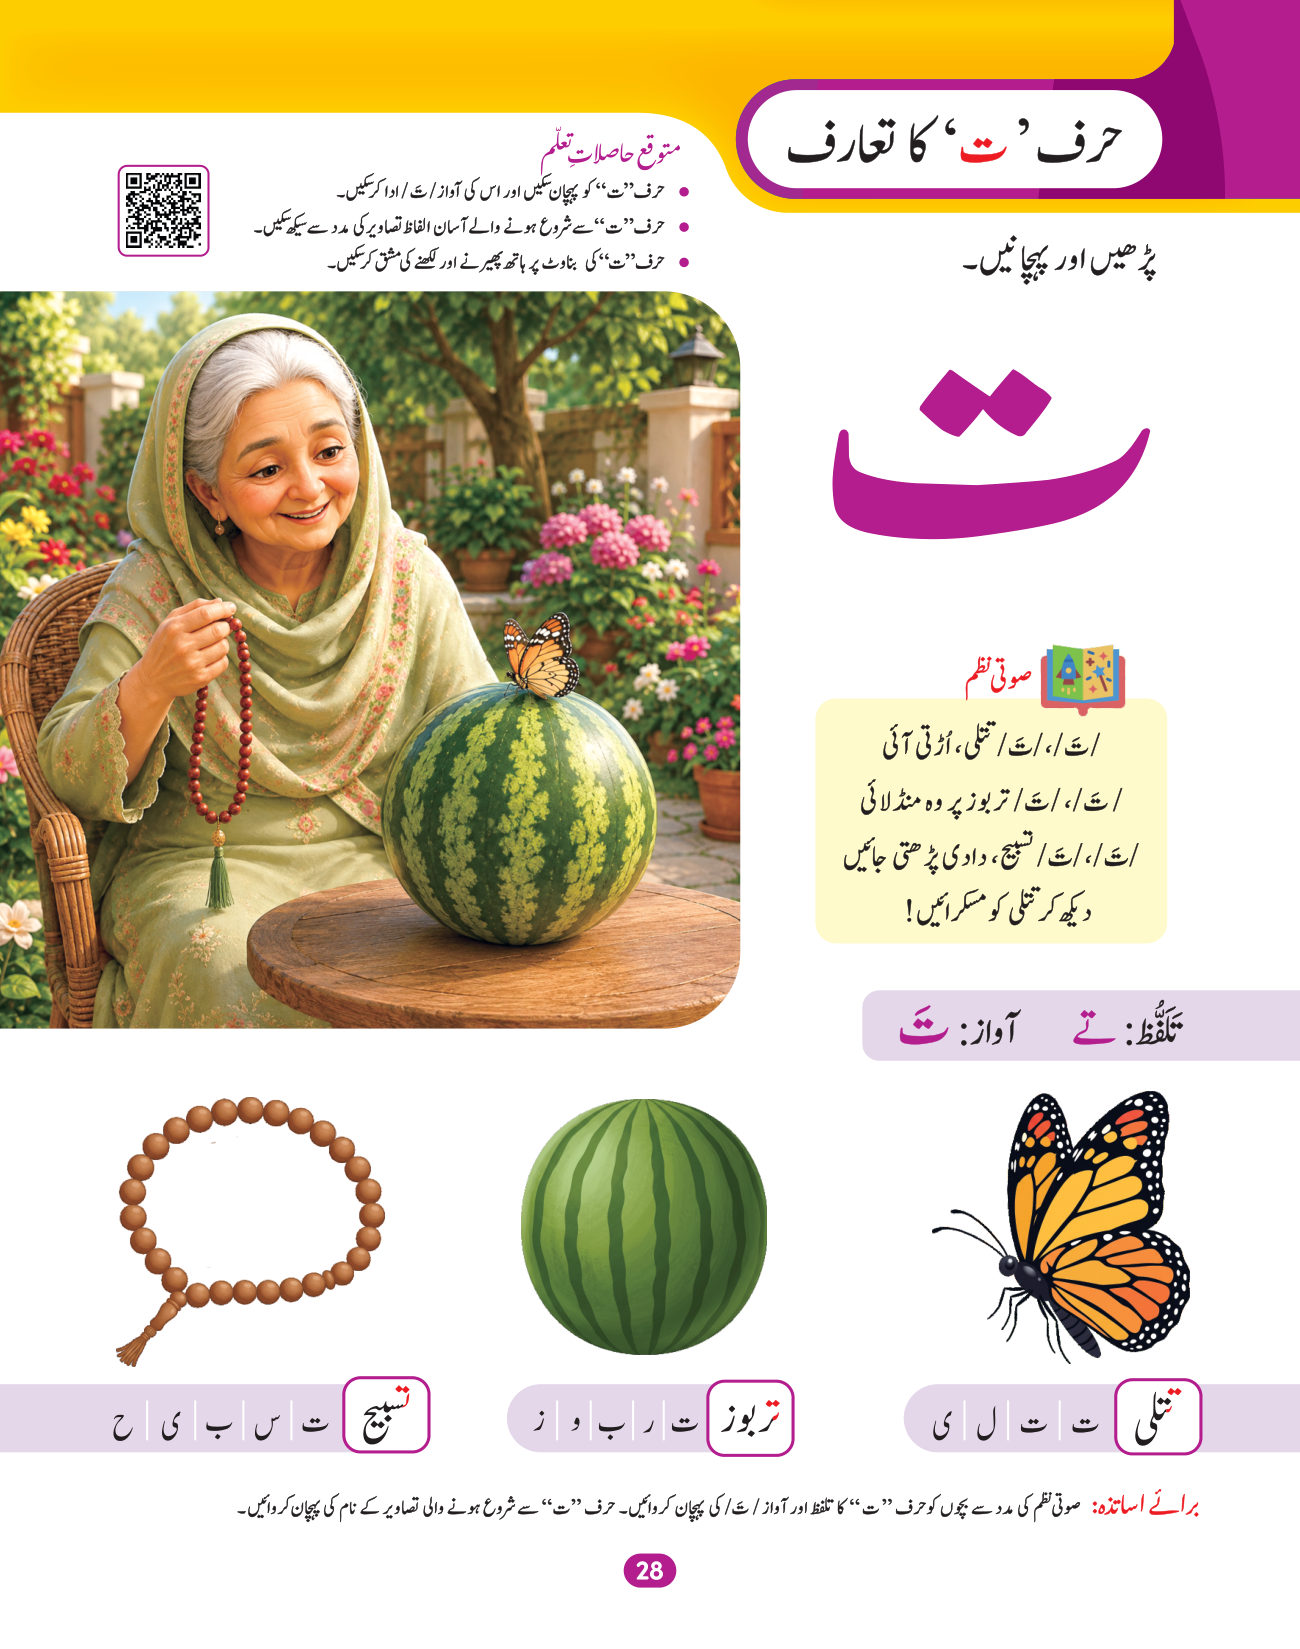 حرف ’ت‘ کا تعارف
متوقع حاصلاتِ تعلّم
حرف ”ت“ کو پہچان سکیں اور اس کی آواز /تَ/ ادا کرسکیں۔
حرف ”ت“ سے شروع ہونے والے آسان الفاظ تصاویر کی مدد سے سیکھ سکیں۔
حرف ”ت“ کی بناوٹ پر ہاتھ پھیرنے اور لکھنے کی مشق کرسکیں۔
پڑھیں اور پہچانیں۔
ت
صوتی نظم
/تَ/، /تَ/ تتلی، اُڑتی آئی
/تَ/، /تَ/ تربوز پر وہ منڈلائی
/تَ/، /تَ/ تسبیح، دادی پڑھتی جائیں
دیکھ کر تتلی کو مسکرائیں!
تَلَفُّظ: تے آواز: تَ
تتلی ت ت ل ی
تربوز ت ر ب و ز
تسبیح ت س ب ی ح
برائے اساتذہ: صوتی نظم کی مدد سے بچوں کو حرف ”ت“ کا تلفظ اور آواز /تَ/ کی پہچان کروائیں۔ حرف ”ت“ سے شروع ہونے والی تصاویر کے نام کی پہچان کروائیں۔
28